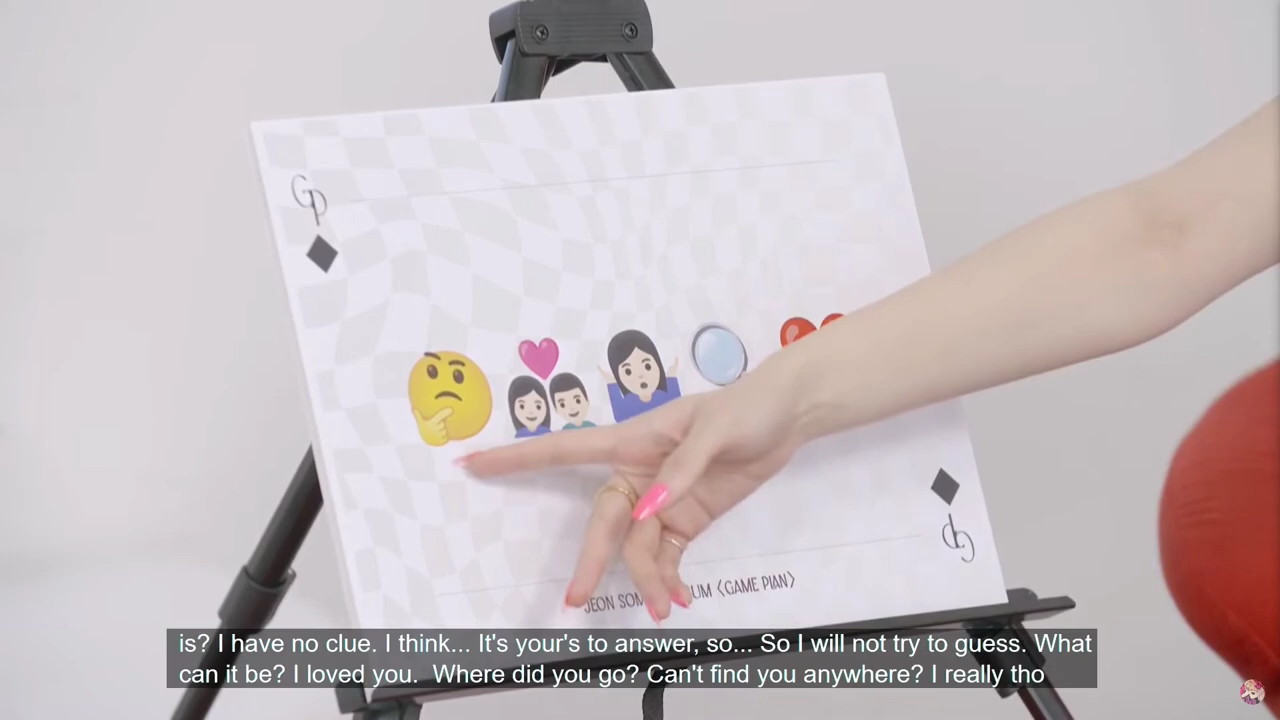 GP
GP
JEON SOM UM <GAME PLAN>
is? I have no clue. I think... It's your's to answer, so... So I will not try to guess. What
can it be? I loved you.  Where did you go? Can't find you anywhere? I really tho